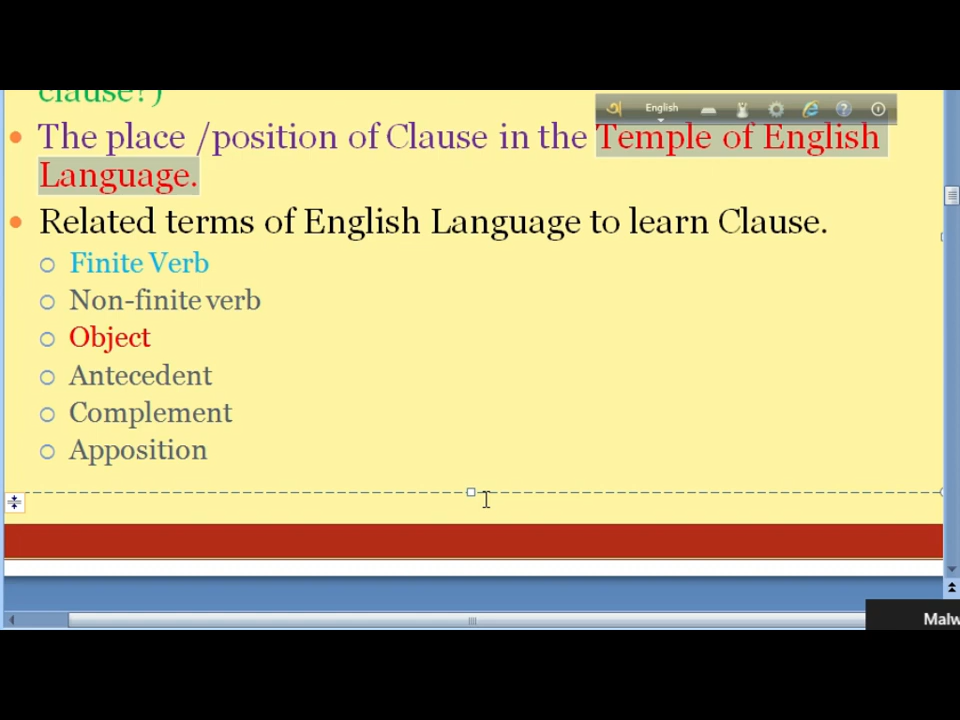 clause?)
English
The place /position of Clause in the Temple of English
Language.
Related terms of English Language to learn Clause.
Finite Verb
Non-finite verb
Object
Antecedent
Complement
Apposition
Malw